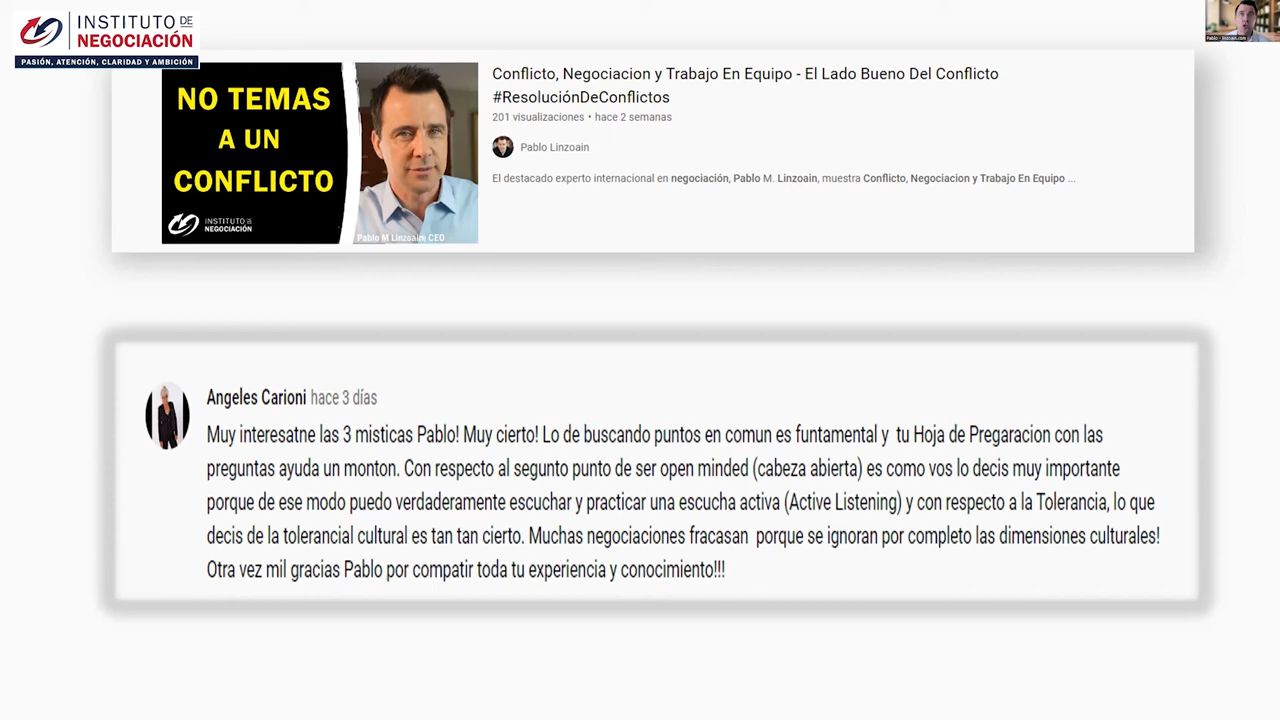 INSTITUTO DE
NEGOCIACIÓN
PASIÓN, ATENCIÓN, CLARIDAD Y AMBICIÓN
Pablo - linzoain.com
NO TEMAS
A UN
CONFLICTO
INSTITUTO DE
NEGOCIACIÓN
Pablo M Linzoain, CEO
Conflicto, Negociacion y Trabajo En Equipo - El Lado Bueno Del Conflicto
#ResoluciónDeConflictos
201 visualizaciones • hace 2 semanas
Pablo Linzoain
El destacado experto internacional en negociación, Pablo M. Linzoain, muestra Conflicto, Negociacion y Trabajo En Equipo ...
Angeles Carioni hace 3 días
Muy interesatne las 3 misticas Pablo! Muy cierto! Lo de buscando puntos en comun es funtamental y tu Hoja de Pregaracion con las
preguntas ayuda un monton. Con respecto al segunto punto de ser open minded (cabeza abierta) es como vos lo decis muy importante
porque de ese modo puedo verdaderamente escuchar y practicar una escucha activa (Active Listening) y con respecto a la Tolerancia, lo que
decis de la tolerancial cultural es tan tan cierto. Muchas negociaciones fracasan porque se ignoran por completo las dimensiones culturales!
Otra vez mil gracias Pablo por compatir toda tu experiencia y conocimiento!!!